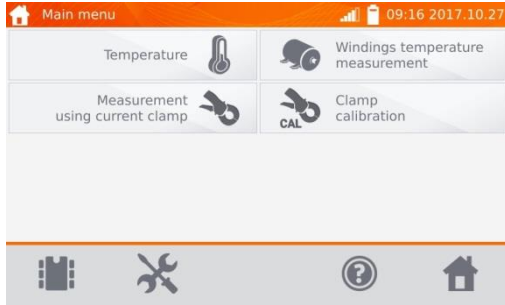 Main menu
09:16 2017.10.27
Temperature
Windings temperature
measurement
Measurement
using current clamp
CAL
Clamp
calibration
?